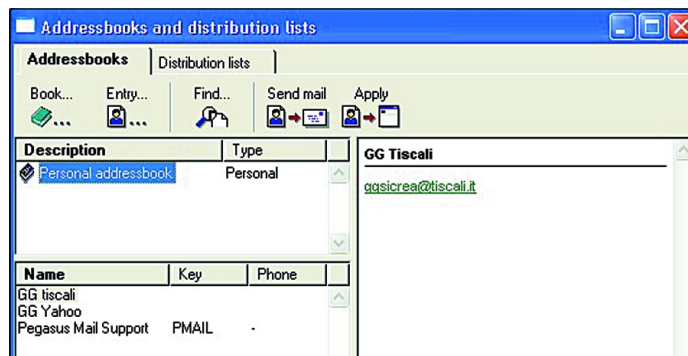 Addressbooks and distribution lists
Addressbooks Distribution lists
Book... Entry... Find... Send mail Apply
Description Type
Personal addressbook Personal
Name Key Phone
GG tiscali
GG Yahoo
Pegasus Mail Support PMAIL -
GG Tiscali
ggsicrea@tiscali.it